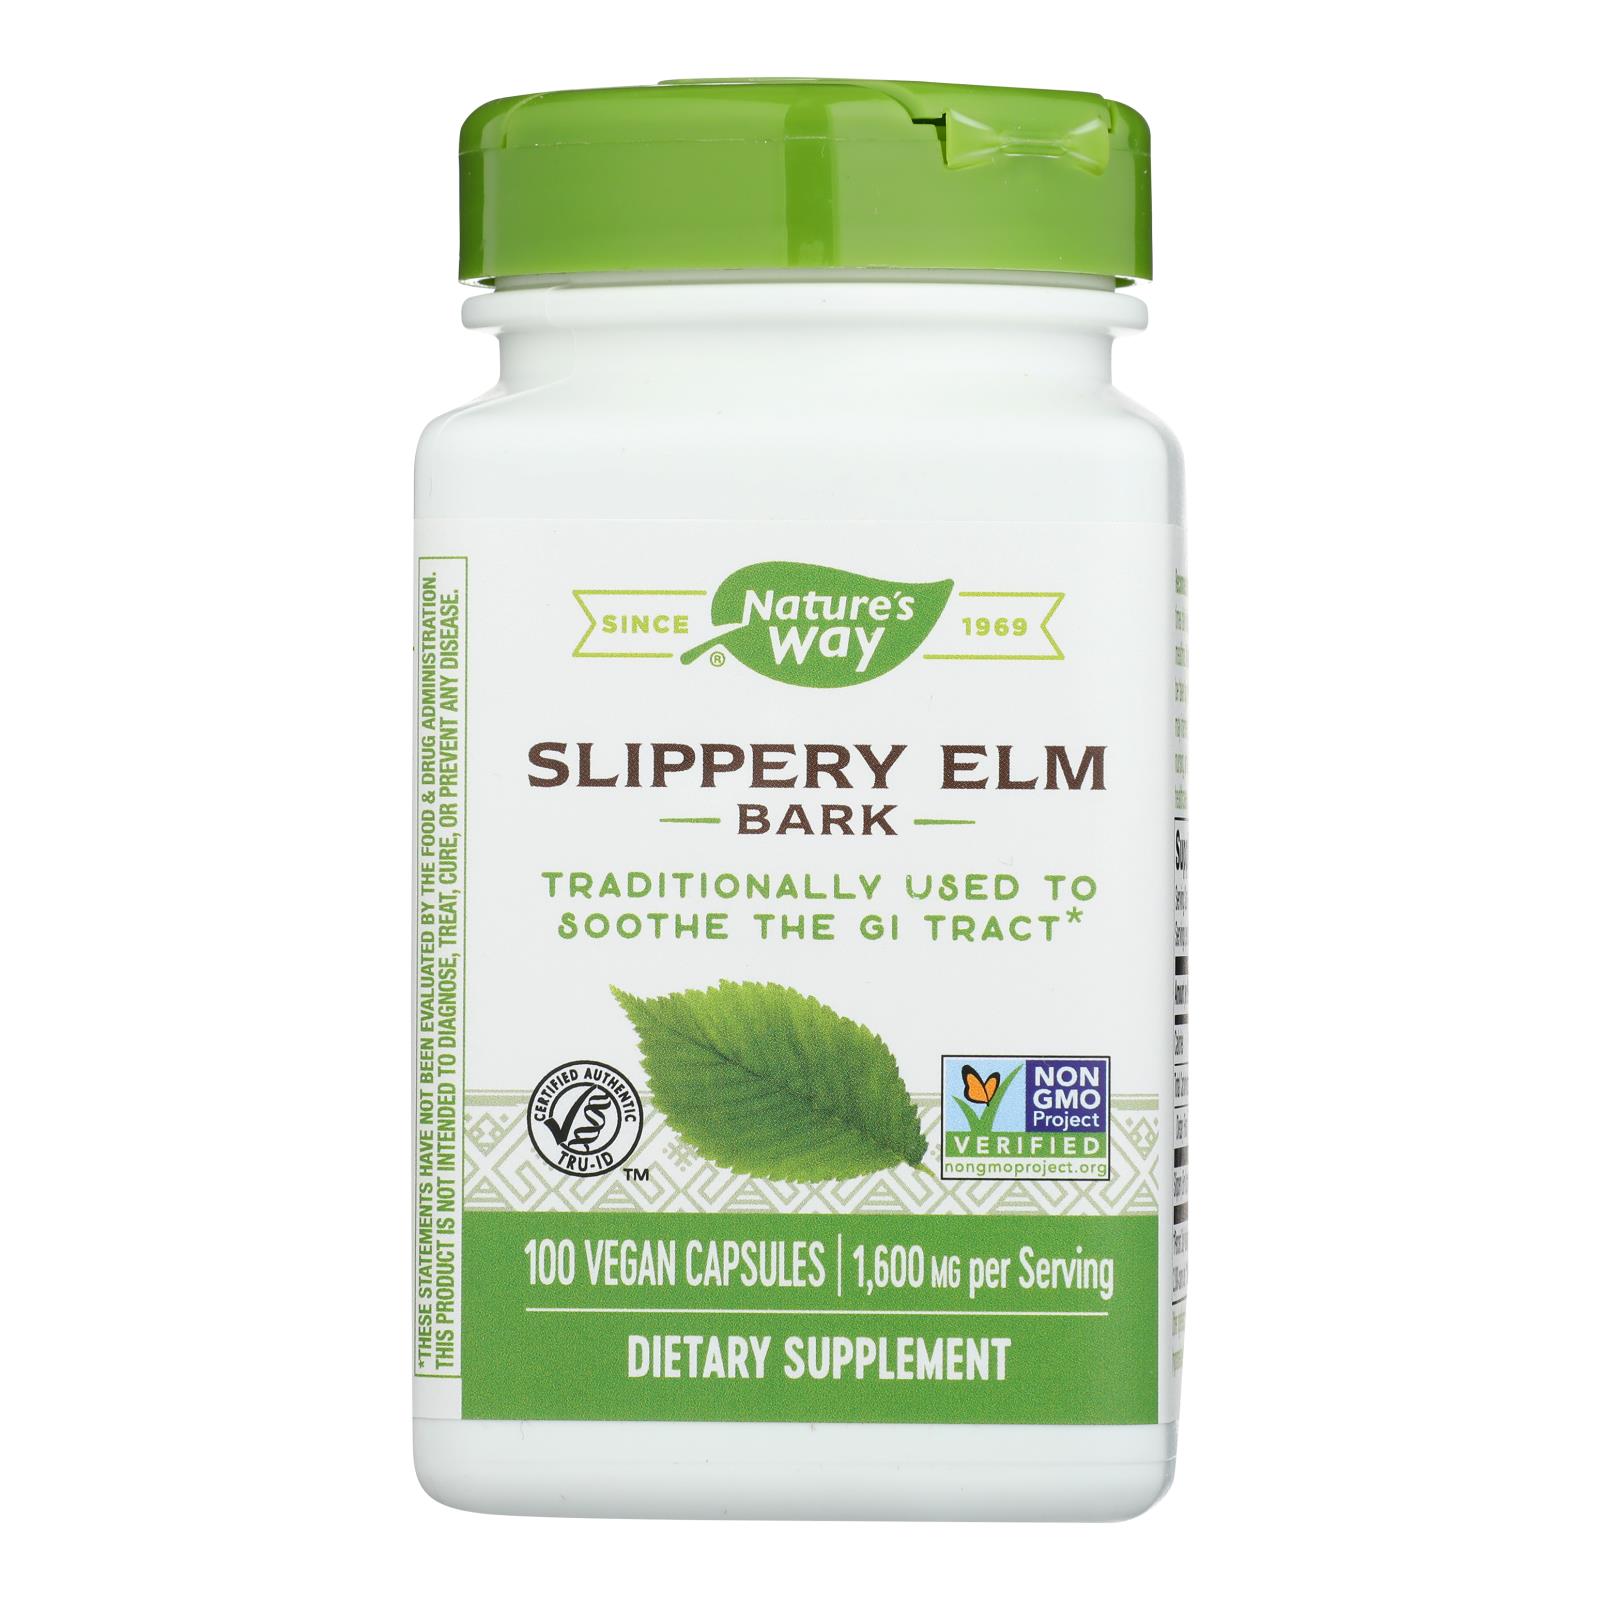 SINCE Nature's Way ® 1969
SLIPPERY ELM
BARK
TRADITIONALLY USED TO
SOOTHE THE GI TRACT*
CERTIFIED AUTHENTIC
TRU-ID
TM
NON
GMO
Project
VERIFIED
nongmoproject.org
100 VEGAN CAPSULES | 1,600 MG per Serving
DIETARY SUPPLEMENT
*THESE STATEMENTS HAVE NOT BEEN EVALUATED BY THE FOOD & DRUG ADMINISTRATION.
THIS PRODUCT IS NOT INTENDED TO DIAGNOSE, TREAT, CURE, OR PREVENT ANY DISEASE.